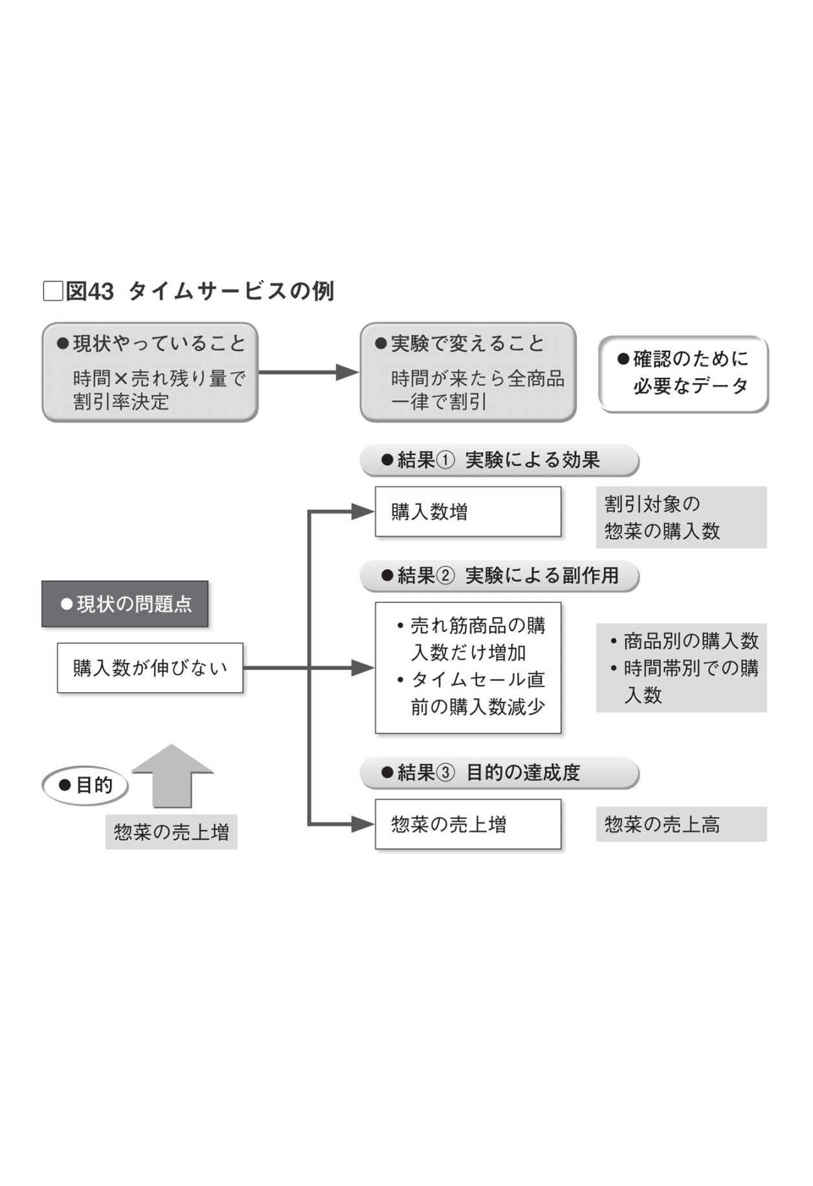 □図43 タイムサービスの例
●現状やっていること
時間×売れ残り量で
割引率決定
●実験で変えること
時間が来たら全商品
一律で割引
●確認のために
必要なデータ
●結果① 実験による効果
購入数増
割引対象の
惣菜の購入数
●結果② 実験による副作用
●現状の問題点
購入数が伸びない
・売れ筋商品の購
入数だけ増加
・タイムセール直
前の購入数減少
・商品別の購入数
・時間帯別での購
入数
●目的
惣菜の売上増
●結果③ 目的の達成度
惣菜の売上増
惣菜の売上高